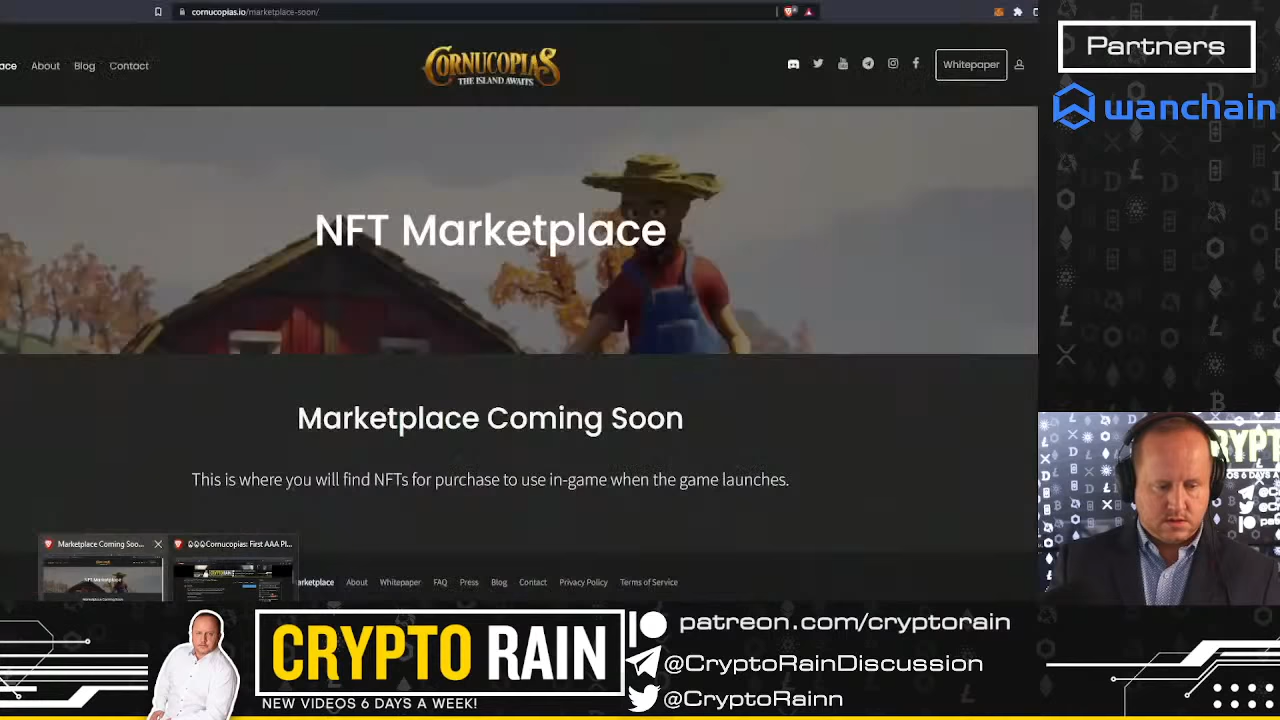 cornucopias.io/marketplace-soon/
ace About Blog Contact
CORNUCOPIAS
THE ISLAND AWAITS
Whitepaper
NFT Marketplace
Marketplace Coming Soon
This is where you will find NFTs for purchase to use in-game when the game launches.
Marketplace Coming Soo...
Cornucopias: First AAA Pl...
arketplace About Whitepaper FAQ Press Blog Contact Privacy Policy Terms of Service
Partners
wanchain
CRYPTO RAIN
NEW VIDEOS 6 DAYS A WEEK!
patreon.com/cryptorain
@CryptoRainDiscussion
@CryptoRainn